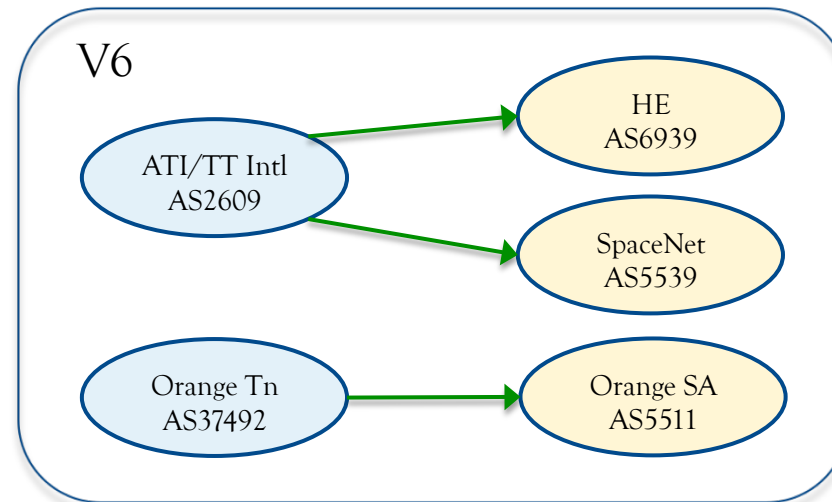 V6
ATI/TT Intl
AS2609
HE
AS6939
SpaceNet
AS5539
Orange Tn
AS37492
Orange SA
AS5511